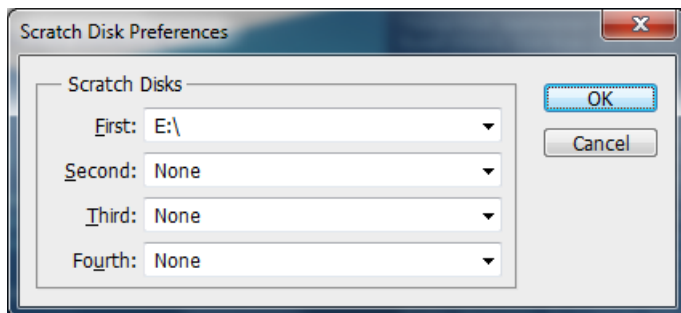 Scratch Disk Preferences
Scratch Disks
First: E:\
Second: None
Third: None
Fourth: None
OK
Cancel